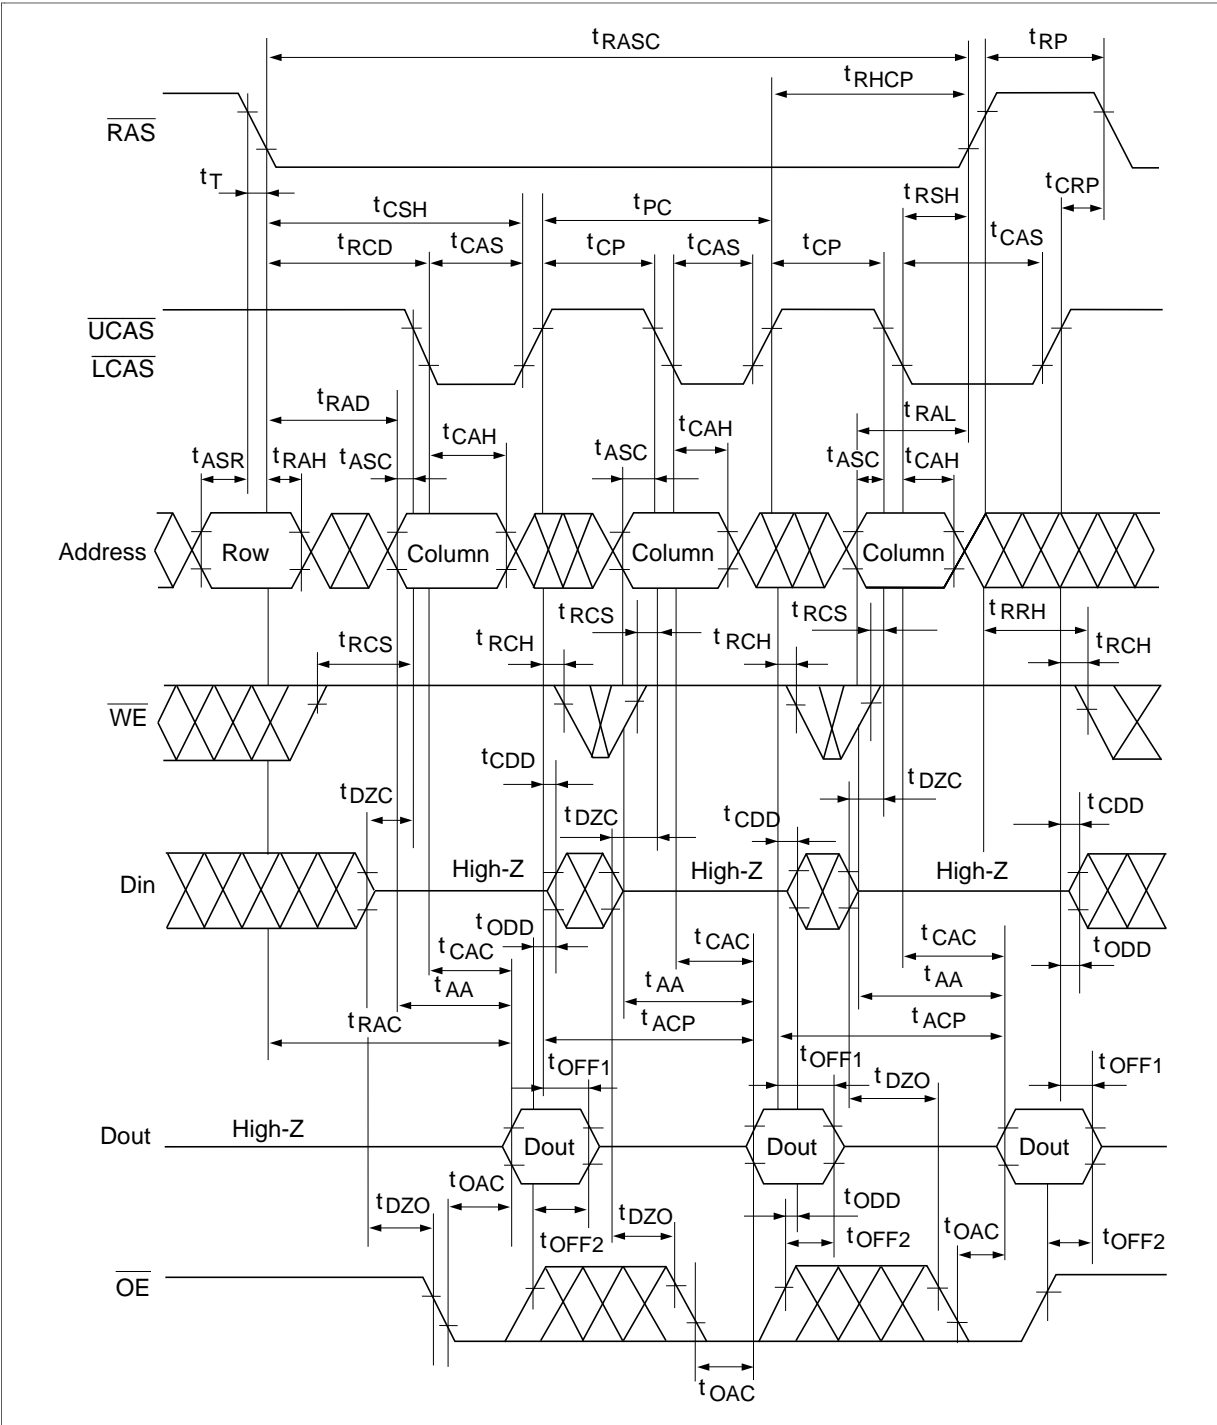 tRASC tRP
tRHCP
RAS
tT tRSH tCRP
tCSH tPC
tRCD tCAS tCP tCAS tCP tCAS
UCAS
LCAS
tRAD tRAL
tASR tRAH tASC tCAH tASC tCAH tASC tCAH
Address Row Column Column Column
tRCS tRCH tRCS tRCH tRCS tRRH tRCH
WE
tCDD tDZC
tDZC tDZC tCDD tCDD
Din High-Z High-Z High-Z
tODD tCAC tCAC tCAC tODD
tAA tAA tAA
tRAC tACP tACP
tOFF1 tOFF1 tDZO tOFF1
Dout High-Z Dout Dout Dout
tDZO tOAC tDZO tODD tOAC
tOFF2 tOFF2 tOFF2
OE
tOAC